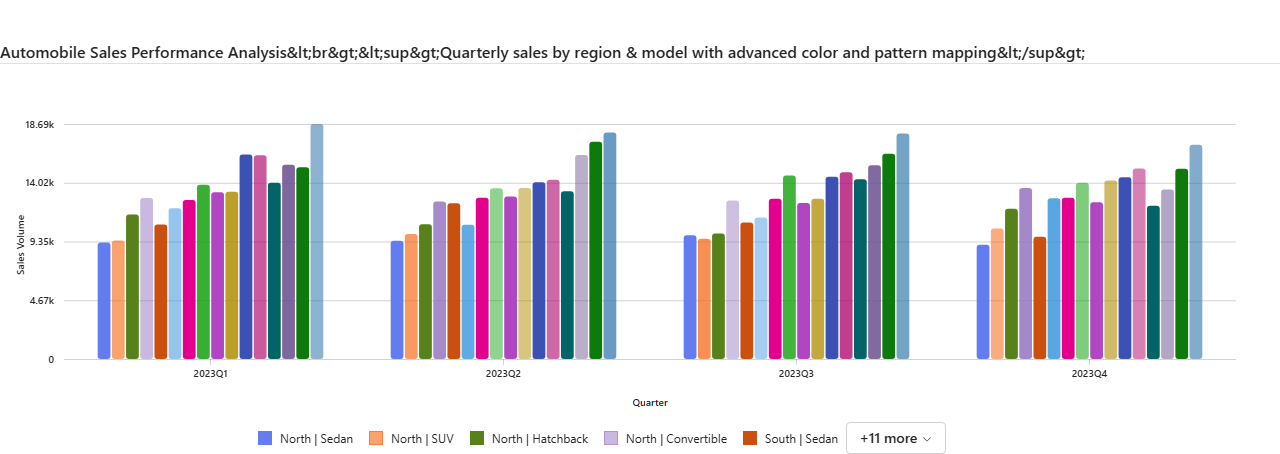 Automobile Sales Performance Analysis&lt;br&gt;&lt;sup&gt;Quarterly sales by region & model with advanced color and pattern mapping&lt;/sup&gt;
18.69k
14.02k
9.35k
4.67k
0
Sales Volume
2023Q1
2023Q2
2023Q3
2023Q4
Quarter
North | Sedan
North | SUV
North | Hatchback
North | Convertible
South | Sedan
+11 more